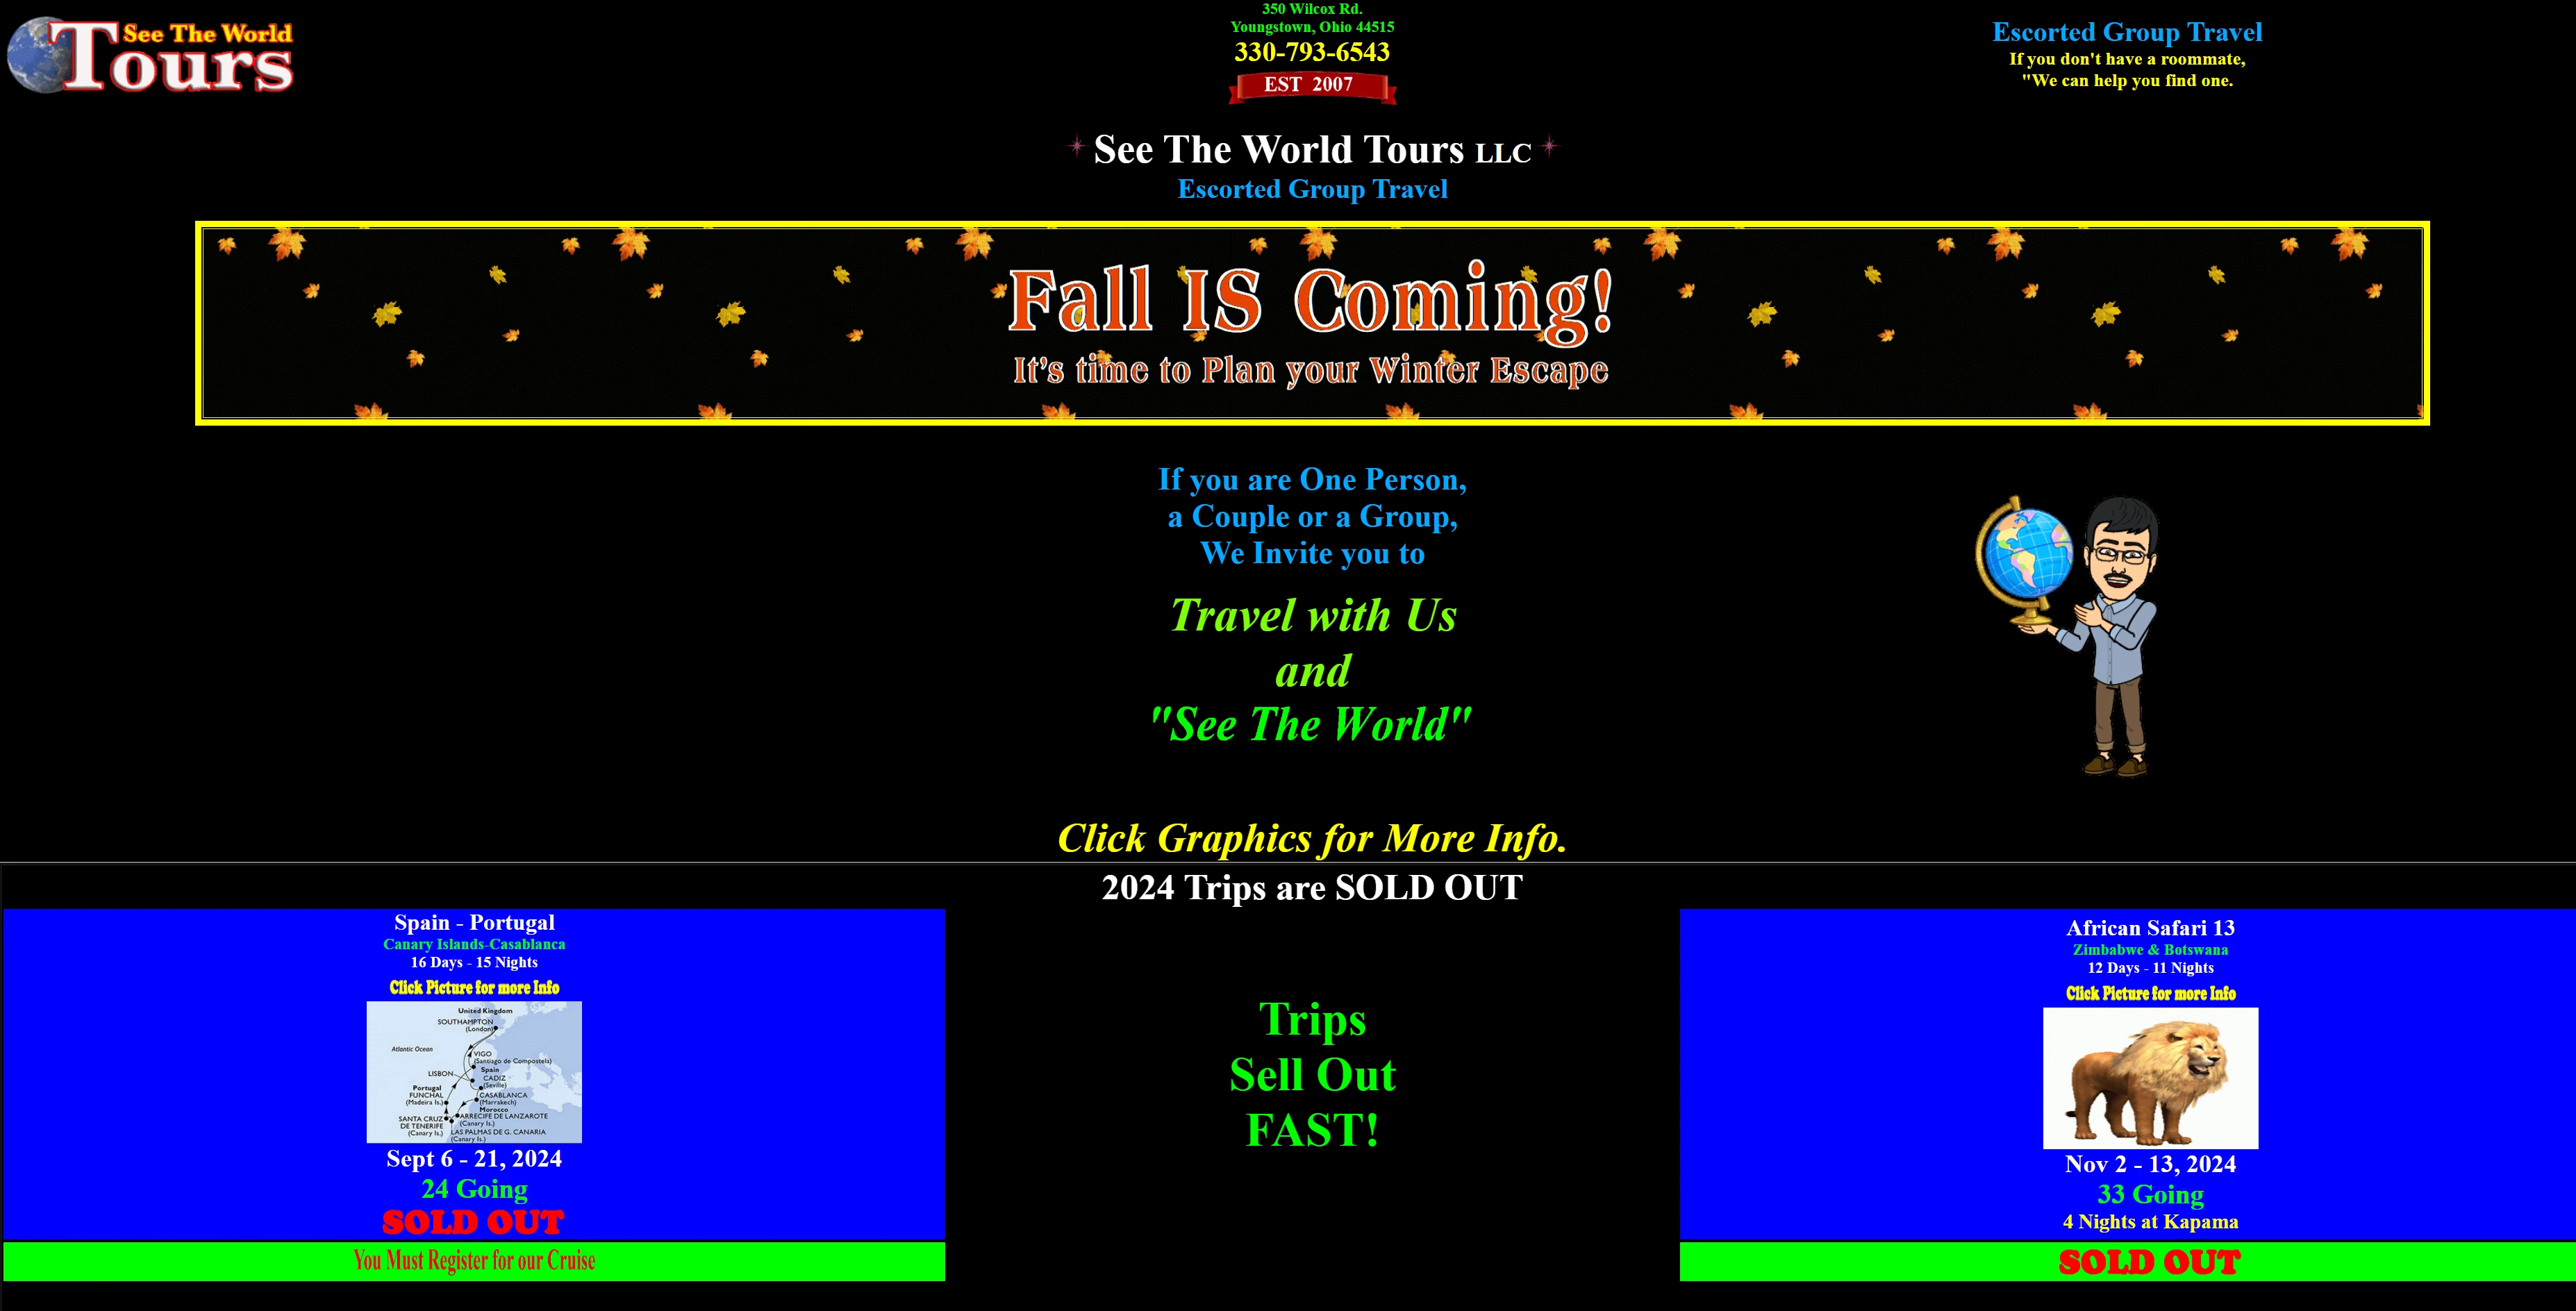 See The World
Tours
350 Wilcox Rd.
Youngstown, Ohio 44515
330-793-6543
EST 2007
Escorted Group Travel
If you don't have a roommate,
"We can help you find one.
See The World Tours LLC
Escorted Group Travel
Fall IS Coming!
It's time to Plan your Winter Escape
If you are One Person,
a Couple or a Group,
We Invite you to
Travel with Us
and
"See The World"
Click Graphics for More Info.
2024 Trips are SOLD OUT
Spain - Portugal
Canary Islands-Casablanca
16 Days - 15 Nights
Click Picture for more Info
United Kingdom
SOUTHAMPTON
(London)
Atlantic Ocean
VIGO
(Santiago de Compostela)
Spain
LISBON
CADIZ
(Seville)
Portugal
FUNCHAL
(Madeira Is.)
CASABLANCA
(Marrakech)
Morocco
ARRECIFE DE LANZAROTE
(Canary Is.)
SANTA CRUZ
DE TENERIFE
(Canary Is.)
LAS PALMAS DE G. CANARIA
(Canary Is.)
Sept 6 - 21, 2024
24 Going
SOLD OUT
You Must Register for our Cruise
Trips
Sell Out
FAST!
African Safari 13
Zimbabwe & Botswana
12 Days - 11 Nights
Click Picture for more Info
Nov 2 - 13, 2024
33 Going
4 Nights at Kapama
SOLD OUT